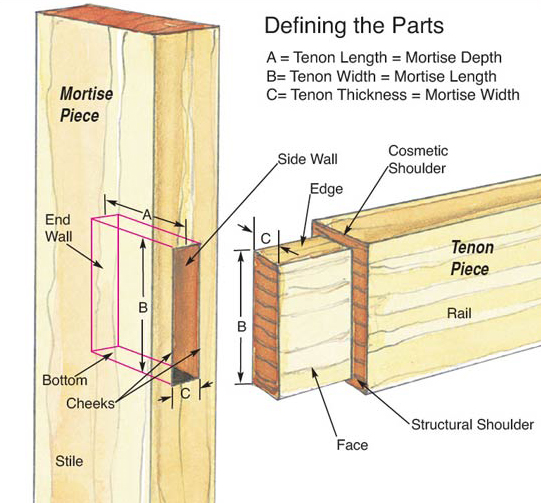 Defining the Parts
A = Tenon Length = Mortise Depth
B= Tenon Width = Mortise Length
C= Tenon Thickness = Mortise Width
Mortise
Piece
Side Wall
Cosmetic
Shoulder
Edge
End
Wall
A
C
Tenon
Piece
B
B
Rail
Bottom
Cheeks
C
Structural Shoulder
Face
Stile